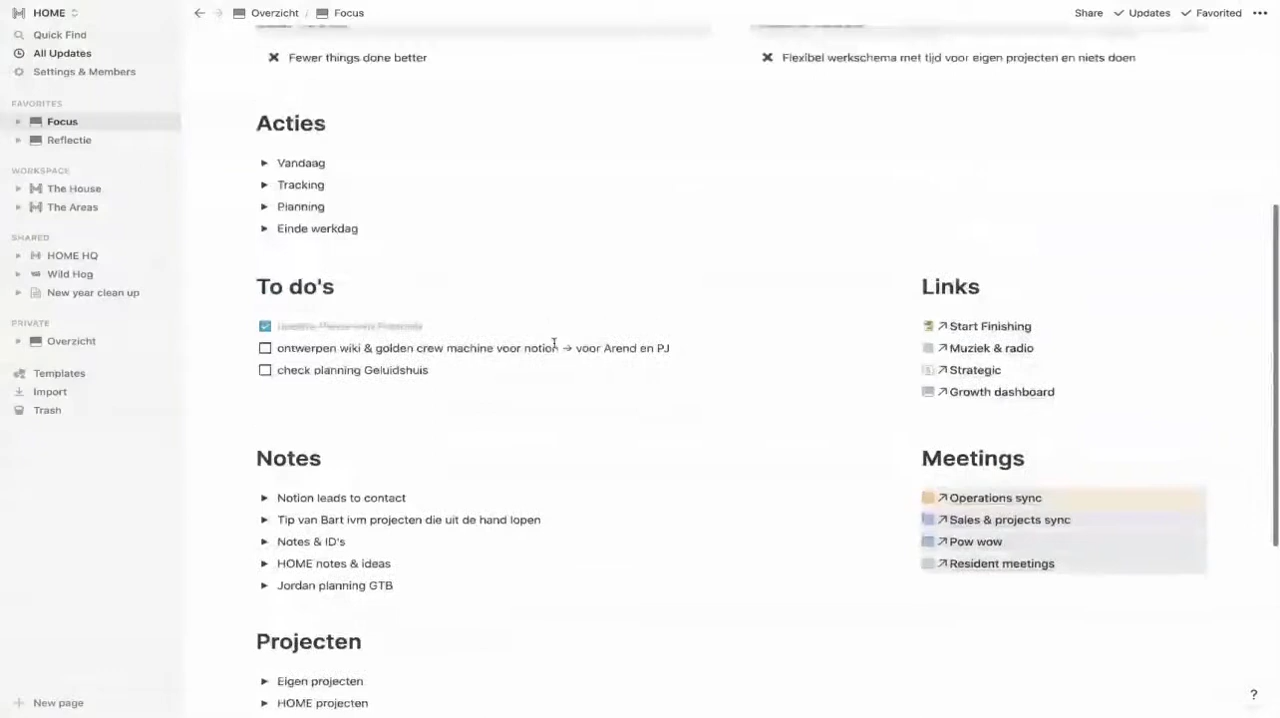 HOME
Quick Find
All Updates
Settings & Members
FAVORITES
Focus
Reflectie
WORKSPACE
The House
The Areas
SHARED
HOME HQ
Wild Hog
New year clean up
PRIVATE
Overzicht
Templates
Import
Trash
New page
Overzicht / Focus
Share
Updates
Favorited
Fewer things done better
Flexibel werkschema met tijd voor eigen projecten en niets doen
Acties
Vandaag
Tracking
Planning
Einde werkdag
To do's
ontwerpen wiki & golden crew machine voor notion → voor Arend en PJ
check planning Geluidshuis
Links
Start Finishing
Muziek & radio
Strategic
Growth dashboard
Notes
Notion leads to contact
Tip van Bart ivm projecten die uit de hand lopen
Notes & ID's
HOME notes & ideas
Jordan planning GTB
Meetings
Operations sync
Sales & projects sync
Pow wow
Resident meetings
Projecten
Eigen projecten
HOME projecten
?